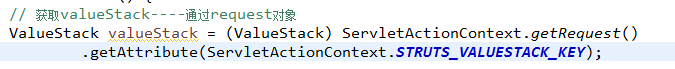 // 获取valueStack----通过request对象
ValueStack valueStack = (ValueStack) ServletActionContext.getRequest()
.getAttribute(ServletActionContext.STRUTS_VALUESTACK_KEY);